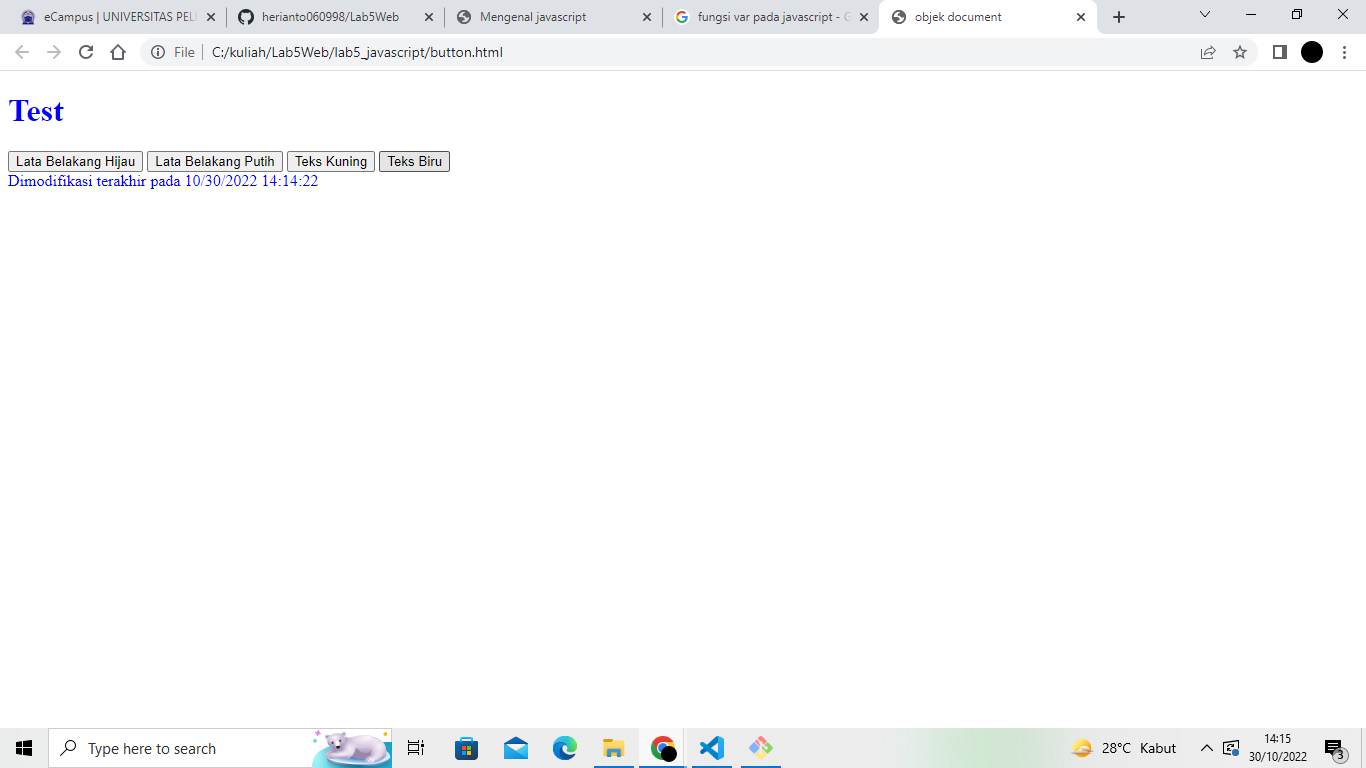 eCampus | UNIVERSITAS PEL
herianto060998/Lab5Web
Mengenal javascript
fungsi var pada javascript - G
objek document
File
C:/kuliah/Lab5Web/lab5_javascript/button.html
Test
Lata Belakang Hijau
Lata Belakang Putih
Teks Kuning
Teks Biru
Dimodifikasi terakhir pada 10/30/2022 14:14:22
Type here to search
28°C Kabut
14:15
30/10/2022
3